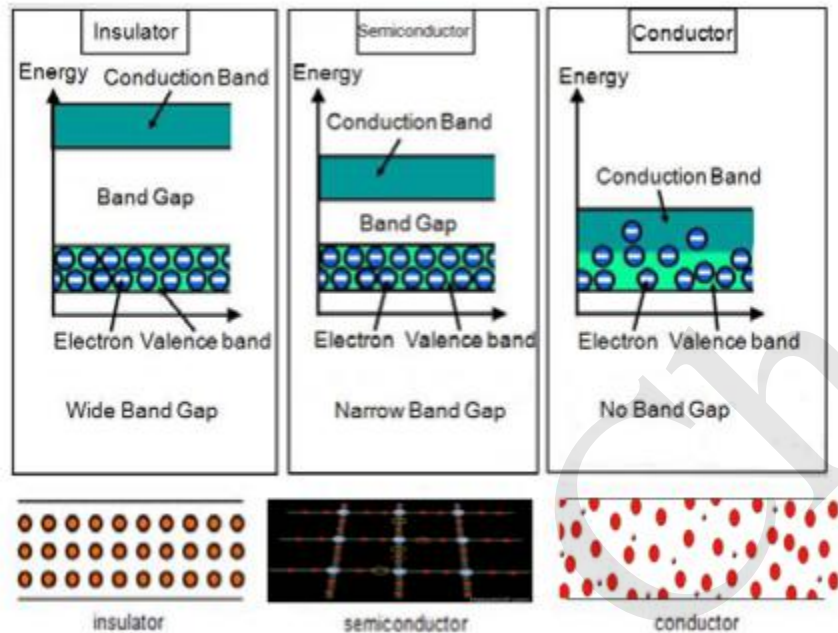 Insulator
Energy
Conduction Band
Band Gap
Electron Valence band
Wide Band Gap
Semiconductor
Energy
Conduction Band
Band Gap
Electron Valence band
Narrow Band Gap
Conductor
Energy
Conduction Band
Electron Valence band
No Band Gap
insulator
semiconductor
conductor